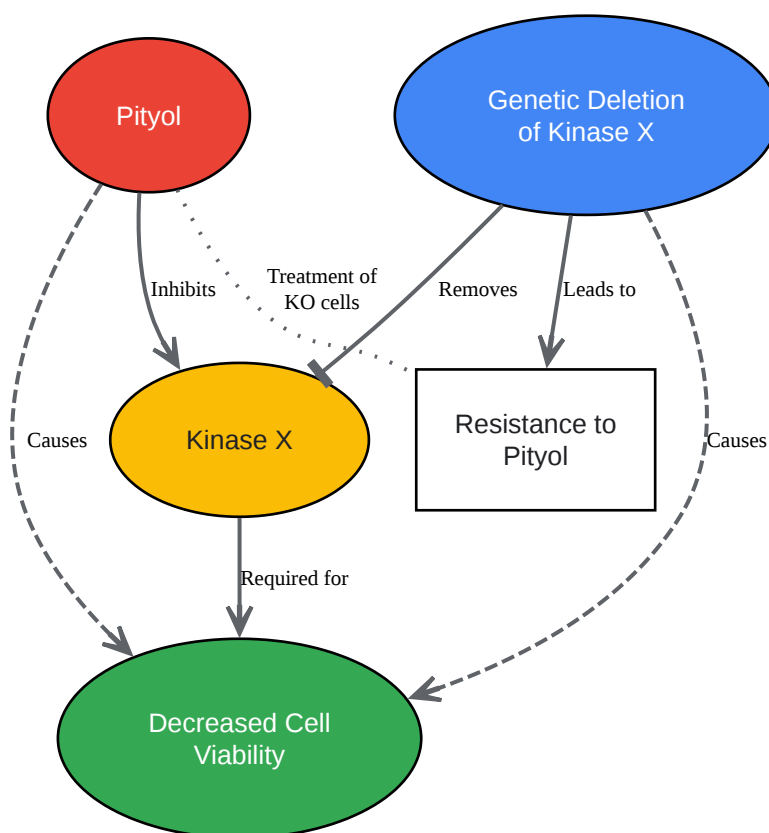 Pityol
Genetic Deletion
of Kinase X
Inhibits
Treatment of
KO cells
Removes
Leads to
Kinase X
Resistance to
Pityol
Causes
Causes
Required for
Decreased Cell
Viability